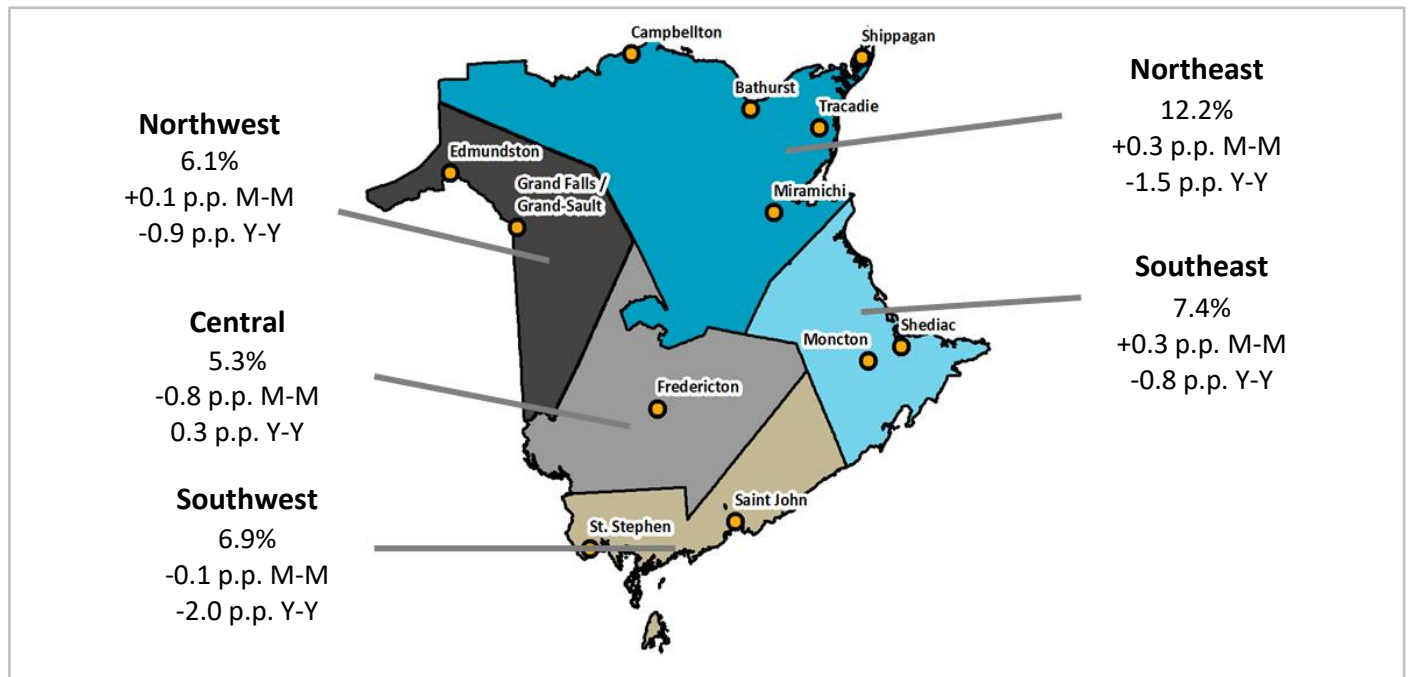 Northwest
6.1%
+0.1 p.p. M-M
-0.9 p.p. Y-Y
Central
5.3%
-0.8 p.p. M-M
0.3 p.p. Y-Y
Southwest
6.9%
-0.1 p.p. M-M
-2.0 p.p. Y-Y
Campbellton
Shippagan
Bathurst
Tracadie
Edmundston
Grand Falls /
Grand-Sault
Miramichi
Moncton
Shediac
Fredericton
Saint John
St. Stephen
Northeast
12.2%
+0.3 p.p. M-M
-1.5 p.p. Y-Y
Southeast
7.4%
+0.3 p.p. M-M
-0.8 p.p. Y-Y